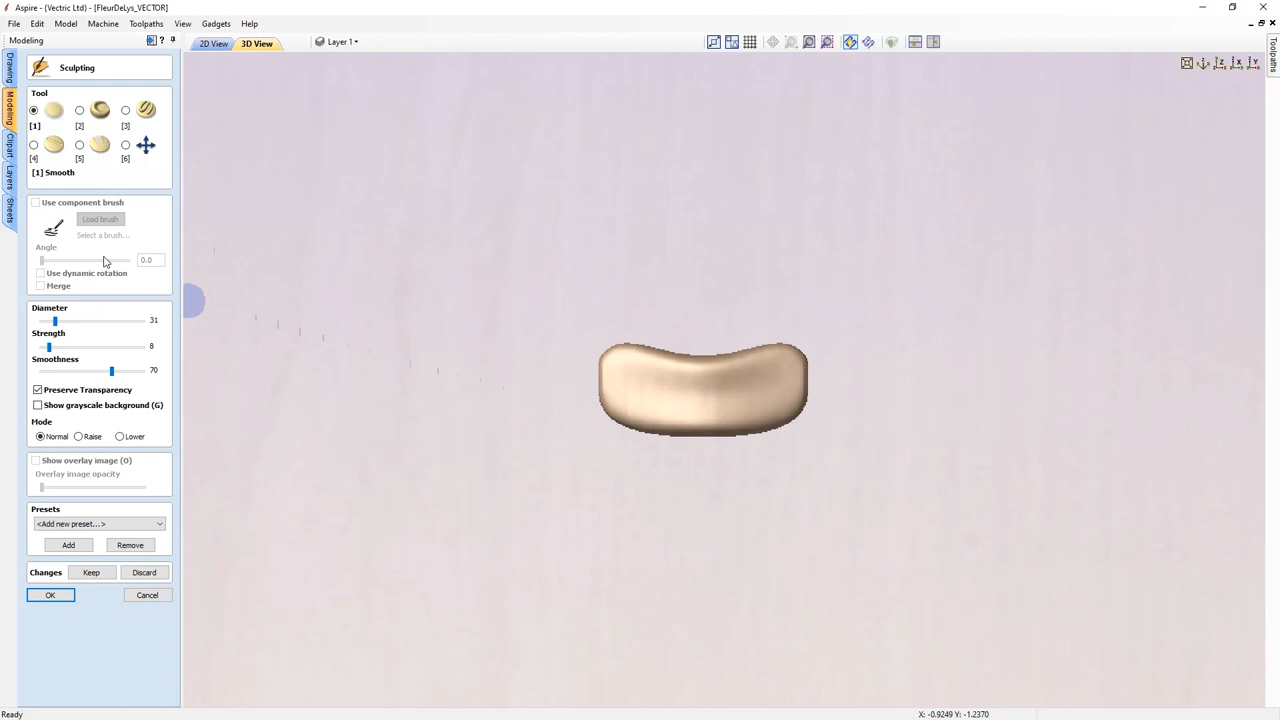 Aspire - {Vectric Ltd} - [FleurDeLys_VECTOR]
File Edit Model Machine Toolpaths View Gadgets Help
Modeling
2D View 3D View Layer 1
Drawing
Modeling
Clipart
Layers
Sheets
Toolpaths
Sculpting
Tool
[1] [2] [3]
[4] [5] [6]
[1] Smooth
Use component brush
Load brush
Select a brush...
Angle
0.0
Use dynamic rotation
Merge
Diameter
31
Strength
8
Smoothness
70
Preserve Transparency
Show grayscale background (G)
Mode
Normal Raise Lower
Show overlay image (O)
Overlay image opacity
Presets
<Add new preset...>
Add Remove
Changes Keep Discard
OK Cancel
Ready
X: -0.9249 Y: -1.2370